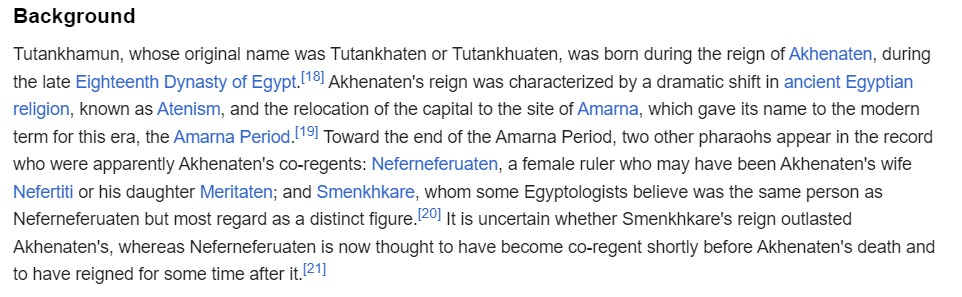 Background
Tutankhamun, whose original name was Tutankhaten or Tutankhuaten, was born during the reign of Akhenaten, during
the late Eighteenth Dynasty of Egypt.[18] Akhenaten's reign was characterized by a dramatic shift in ancient Egyptian
religion, known as Atenism, and the relocation of the capital to the site of Amarna, which gave its name to the modern
term for this era, the Amarna Period.[19] Toward the end of the Amarna Period, two other pharaohs appear in the record
who were apparently Akhenaten's co-regents: Neferneferuaten, a female ruler who may have been Akhenaten's wife
Nefertiti or his daughter Meritaten; and Smenkhkare, whom some Egyptologists believe was the same person as
Neferneferuaten but most regard as a distinct figure.[20] It is uncertain whether Smenkhkare's reign outlasted
Akhenaten's, whereas Neferneferuaten is now thought to have become co-regent shortly before Akhenaten's death and
to have reigned for some time after it.[21]